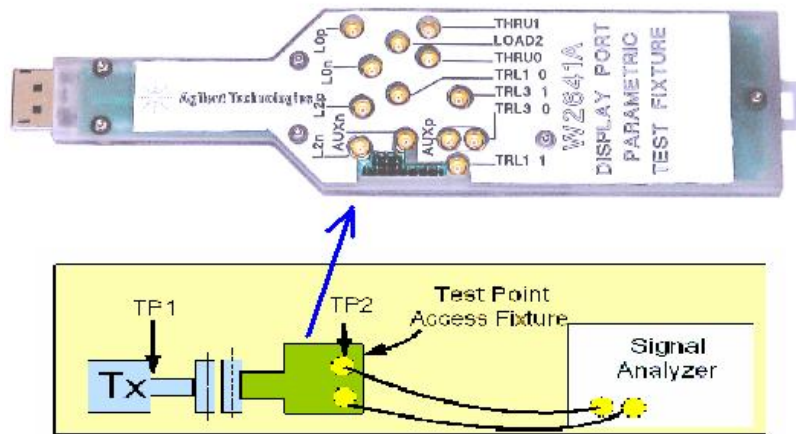 THRU1
LOAD2
THRU0
TRL1 0
TRL3 1
TRL3 0
TRL1 1
L0p
L0n
L2p
L2n
AUXn
AUXp
Agilent Technologies
W2641A
DISPLAY PORT
PARAMETRIC
TEST FIXTURE
TP1
TP2
Test Point
Access Fixture
Tx
Signal
Analyzer